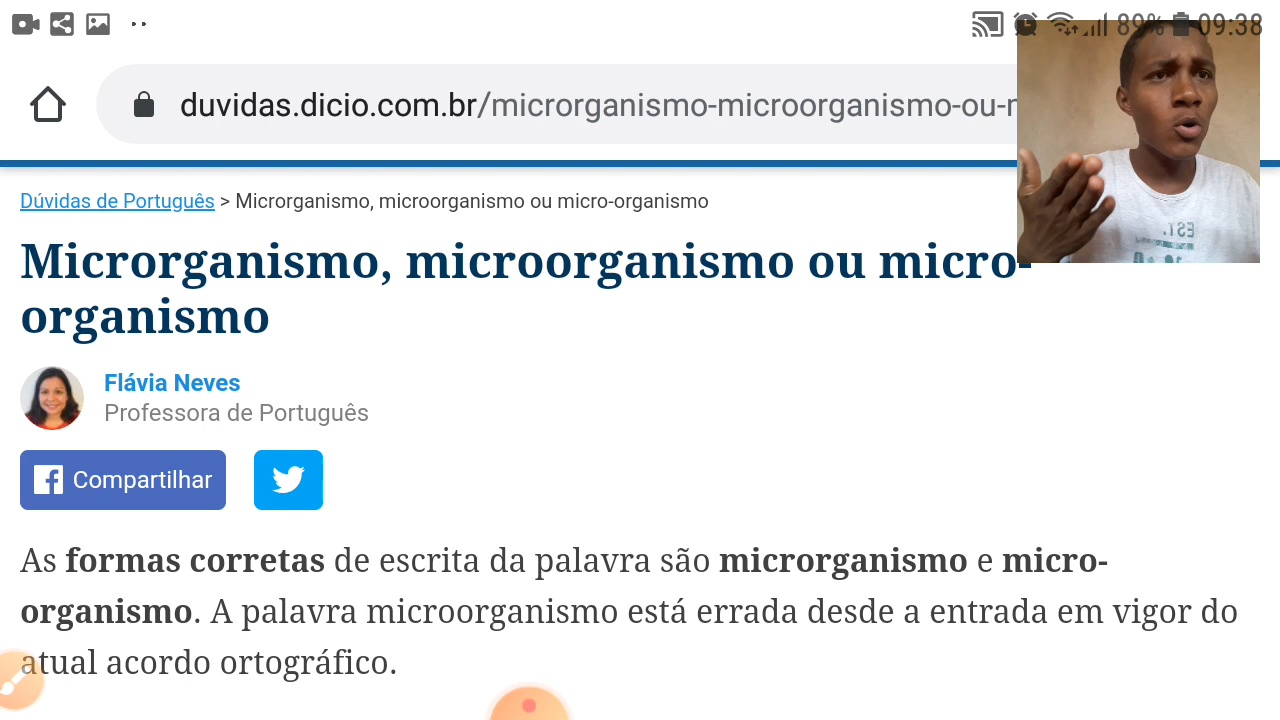 89% 09:38
duvidas.dicio.com.br/microrganismo-microorganismo-ou-
Dúvidas de Português > Microrganismo, microorganismo ou micro-organismo
Microrganismo, microorganismo ou micro-
organismo
Flávia Neves
Professora de Português
Compartilhar
As formas corretas de escrita da palavra são microrganismo e micro-
organismo. A palavra microorganismo está errada desde a entrada em vigor do
atual acordo ortográfico.
EST.